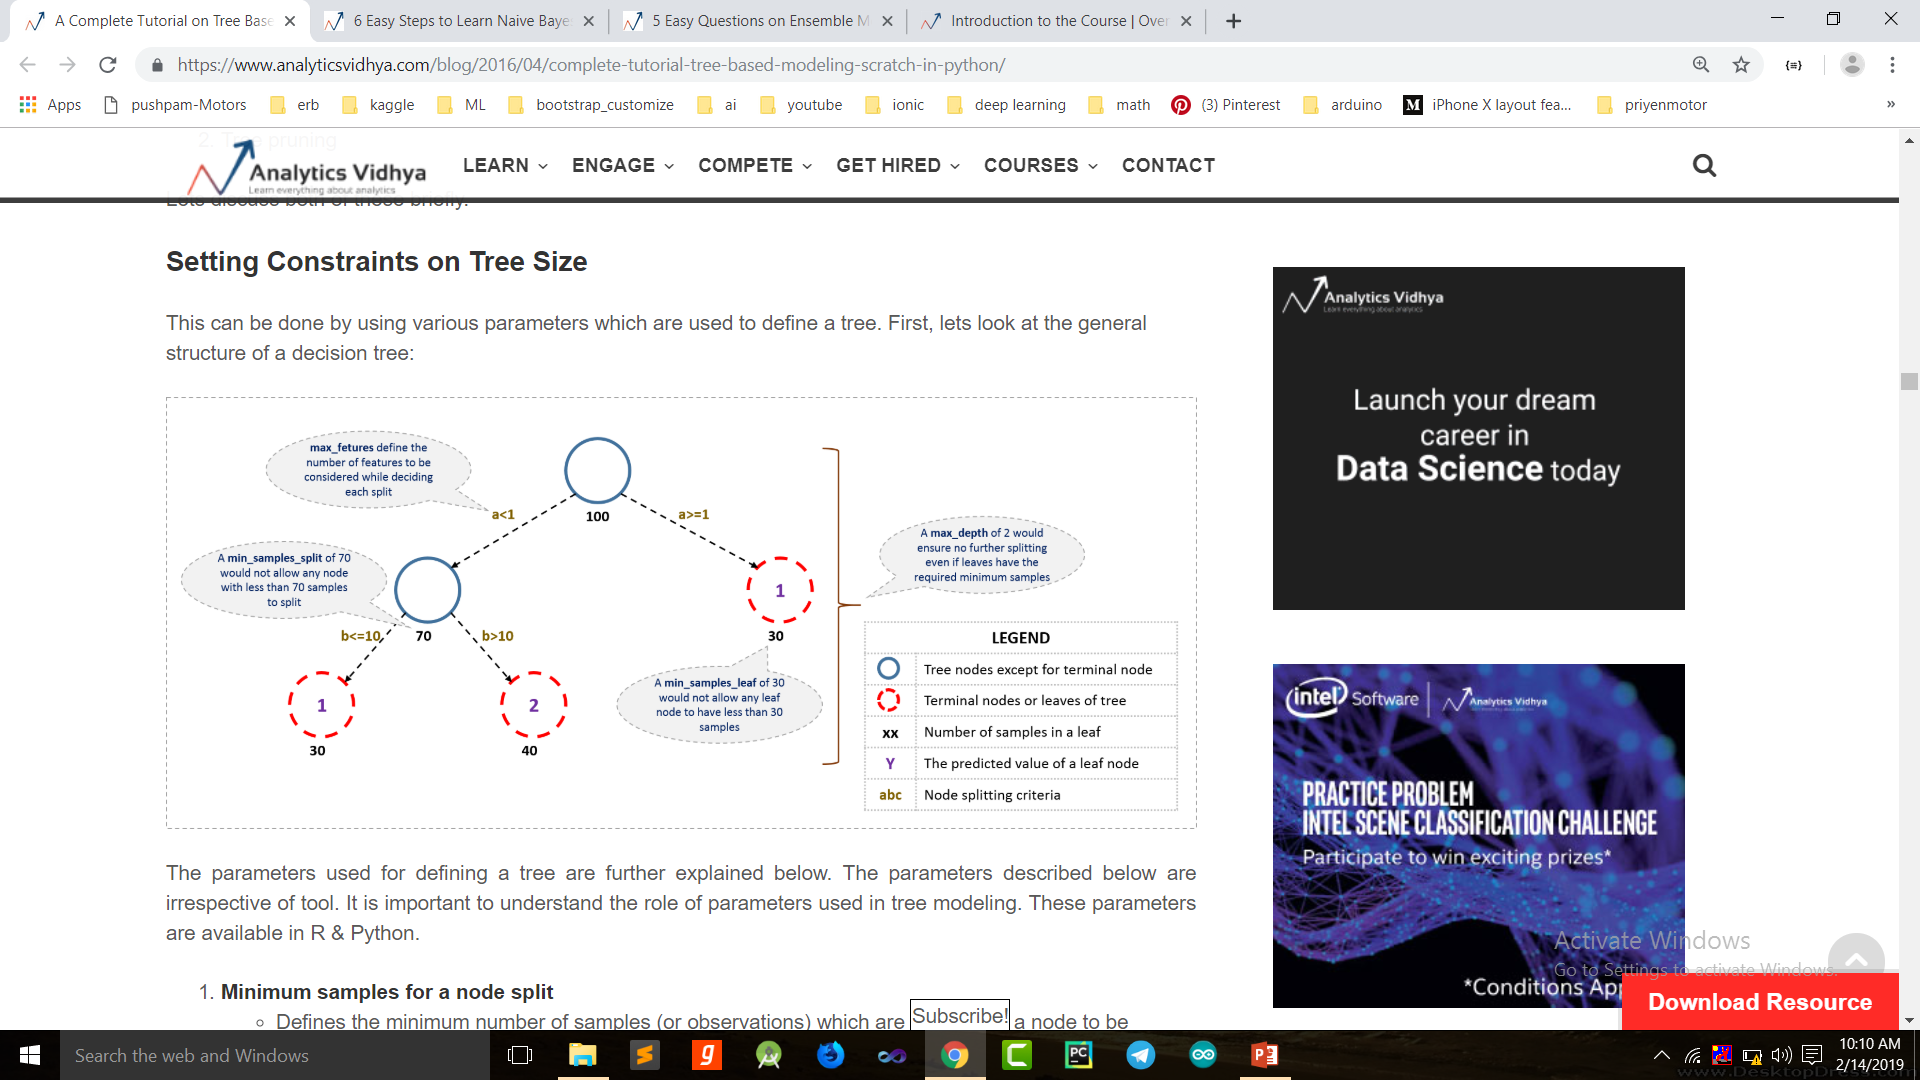 A Complete Tutorial on Tree Base
6 Easy Steps to Learn Naive Baye
5 Easy Questions on Ensemble M
Introduction to the Course | Over
https://www.analyticsvidhya.com/blog/2016/04/complete-tutorial-tree-based-modeling-scratch-in-python/
Apps pushpam-Motors erb kaggle ML bootstrap_customize ai youtube ionic deep learning math (3) Pinterest arduino M iPhone X layout fea... priyenmotor »
2. Tree pruning
Analytics Vidhya
Learn everything about analytics
LEARN ENGAGE COMPETE GET HIRED COURSES CONTACT
Lets discuss both of these briefly.
Setting Constraints on Tree Size
This can be done by using various parameters which are used to define a tree. First, lets look at the general
structure of a decision tree:
max_fetures define the
number of features to be
considered while deciding
each split
a<1
100
a>=1
A min_samples_split of 70
would not allow any node
with less than 70 samples
to split
A max_depth of 2 would
ensure no further splitting
even if leaves have the
required minimum samples
1
b<=10
70
b>10
30
1
30
2
40
A min_samples_leaf of 30
would not allow any leaf
node to have less than 30
samples
LEGEND
Tree nodes except for terminal node
Terminal nodes or leaves of tree
xx Number of samples in a leaf
Y The predicted value of a leaf node
abc Node splitting criteria
The parameters used for defining a tree are further explained below. The parameters described below are
irrespective of tool. It is important to understand the role of parameters used in tree modeling. These parameters
are available in R & Python.
1. Minimum samples for a node split
Defines the minimum number of samples (or observations) which are
Subscribe!
a node to be
Analytics Vidhya
Learn everything about analytics
Launch your dream
career in
Data Science today
intel Software
Analytics Vidhya
PRACTICE PROBLEM
INTEL SCENE CLASSIFICATION CHALLENGE
Participate to win exciting prizes*
*Conditions App
Activate Windows
Go to Settings to activate Windows.
Download Resource
Search the web and Windows
10:10 AM
2/14/2019